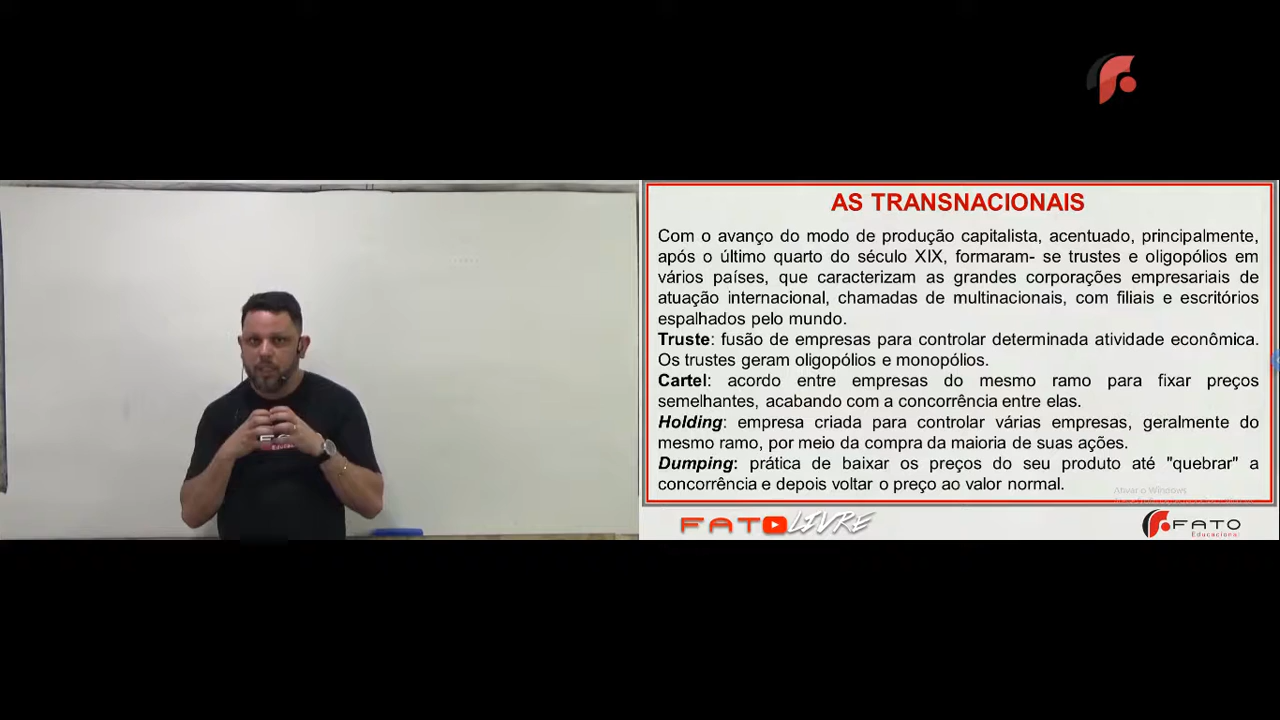 AS TRANSNACIONAIS
Com o avanço do modo de produção capitalista, acentuado, principalmente,
após o último quarto do século XIX, formaram- se trustes e oligopólios em
vários países, que caracterizam as grandes corporações empresariais de
atuação internacional, chamadas de multinacionais, com filiais e escritórios
espalhados pelo mundo.
Truste: fusão de empresas para controlar determinada atividade econômica.
Os trustes geram oligopólios e monopólios.
Cartel: acordo entre empresas do mesmo ramo para fixar preços
semelhantes, acabando com a concorrência entre elas.
Holding: empresa criada para controlar várias empresas, geralmente do
mesmo ramo, por meio da compra da maioria de suas ações.
Dumping: prática de baixar os preços do seu produto até "quebrar" a
concorrência e depois voltar o preço ao valor normal.
Ativar o Windows
FATO LIVRE
FATO
Educacional